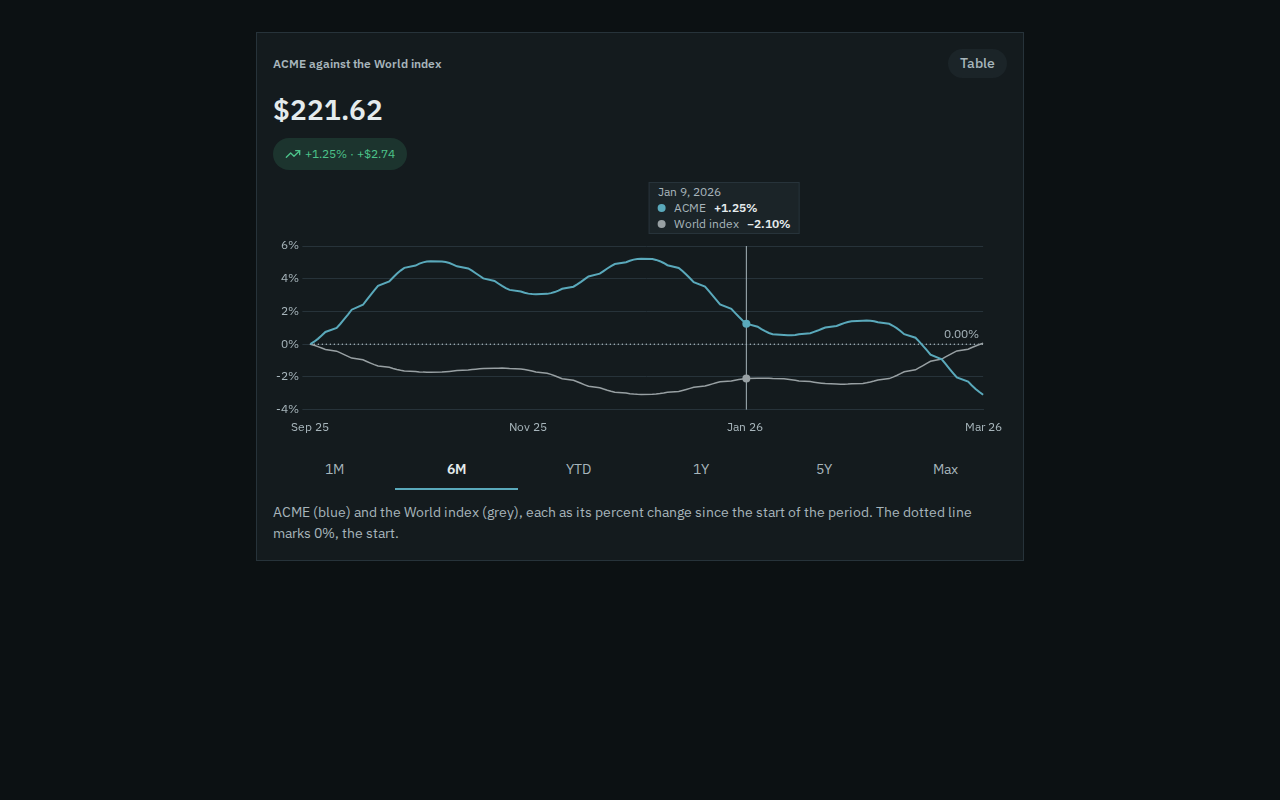 ACME against the World index
Table
$221.62
+1.25% · +$2.74
Jan 9, 2026
ACME +1.25%
World index −2.10%
6%
4%
2%
0%
0.00%
-2%
-4%
Sep 25 Nov 25 Jan 26 Mar 26
1M 6M YTD 1Y 5Y Max
ACME (blue) and the World index (grey), each as its percent change since the start of the period. The dotted line
marks 0%, the start.